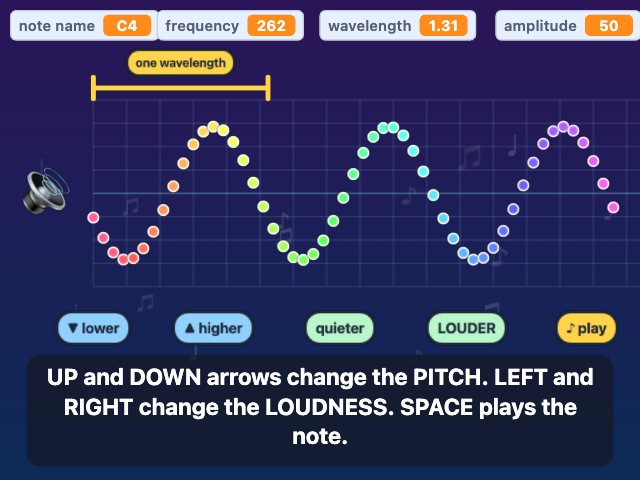 note name C4 frequency 262 wavelength 1.31 amplitude 50
one wavelength
▼ lower ▲ higher quieter LOUDER ♪ play
UP and DOWN arrows change the PITCH. LEFT and
RIGHT change the LOUDNESS. SPACE plays the
note.